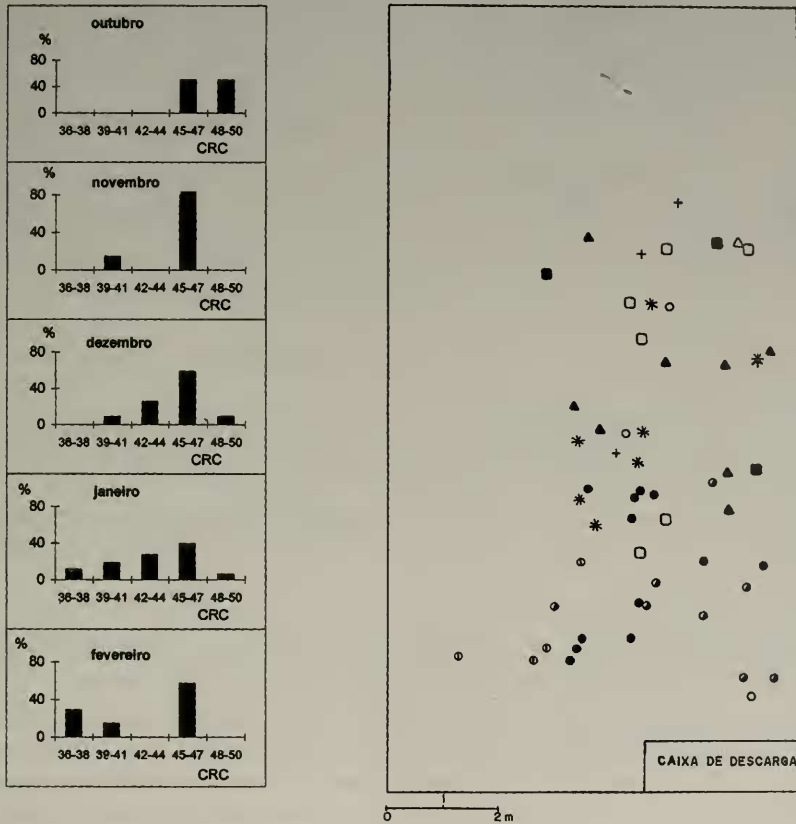 outubro
%
80
40
0
36-38 39-41 42-44 45-47 48-50
CRC
novembro
%
80
40
0
36-38 39-41 42-44 45-47 48-50
CRC
dezembro
%
80
40
0
36-38 39-41 42-44 45-47 48-50
CRC
janeiro
%
80
40
0
36-38 39-41 42-44 45-47 48-50
CRC
fevereiro
%
80
40
0
36-38 39-41 42-44 45-47 48-50
CRC
CAIXA DE DESCARGA
0 2 m